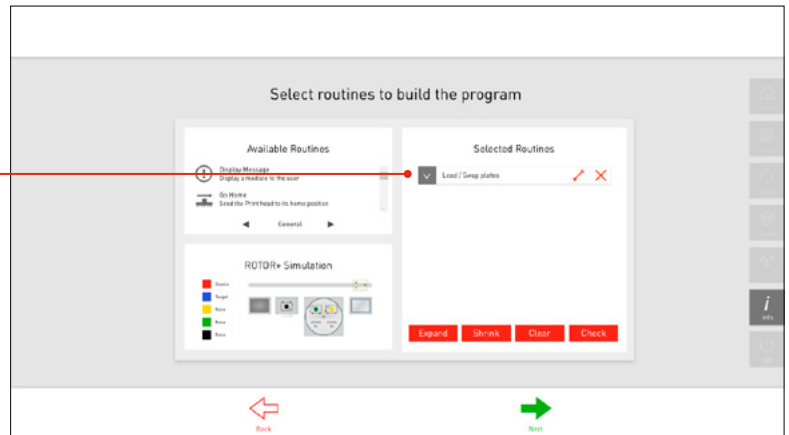 Select routines to build the program
Available Routines
Display Message
Display a medicare to the user
Go Home
Send the Print head to its home position
General
Selected Routines
Load / Swap plates
ROTOR+ Simulation
Source
Target
Expand
Shrink
Clear
Check
Back
Next
i
Info